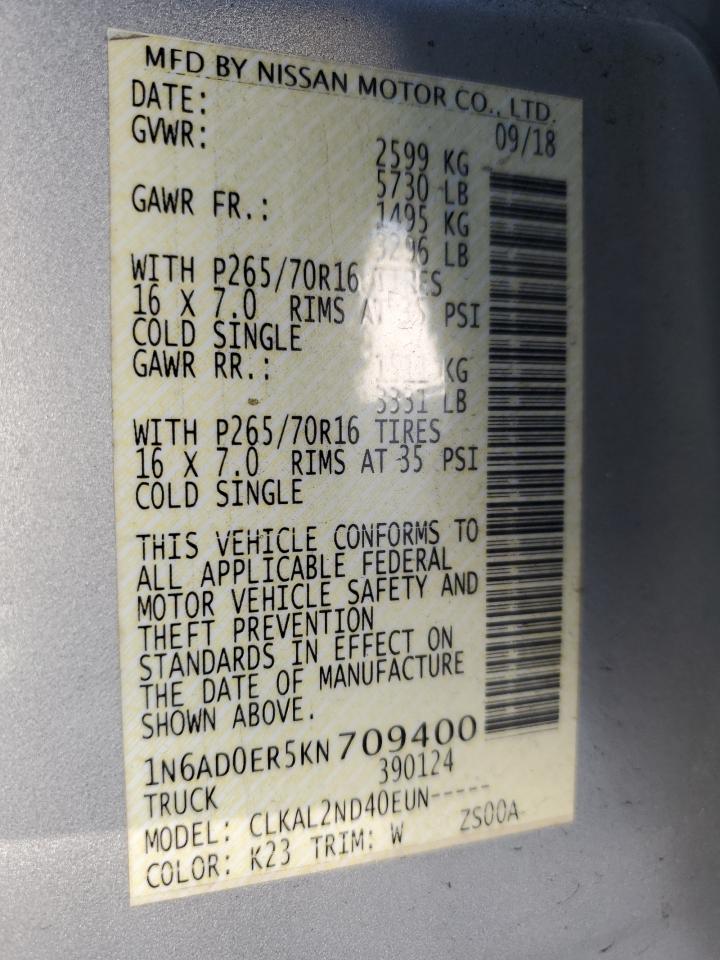 MFD BY NISSAN MOTOR CO., LTD.
DATE: 09/18
GVWR: 2599 KG
5730 LB
GAWR FR.: 1495 KG
3296 LB
WITH P265/70R16 TIRES
16 X 7.0 RIMS AT PSI
COLD SINGLE
GAWR RR.: KG
3351 LB
WITH P265/70R16 TIRES
16 X 7.0 RIMS AT 35 PSI
COLD SINGLE
THIS VEHICLE CONFORMS TO
ALL APPLICABLE FEDERAL
MOTOR VEHICLE SAFETY AND
THEFT PREVENTION
STANDARDS IN EFFECT ON
THE DATE OF MANUFACTURE
SHOWN ABOVE.
1N6AD0ER5KN709400
TRUCK 390124
MODEL: CLKAL2ND40EUN-----
COLOR: K23 TRIM: W ZS00A